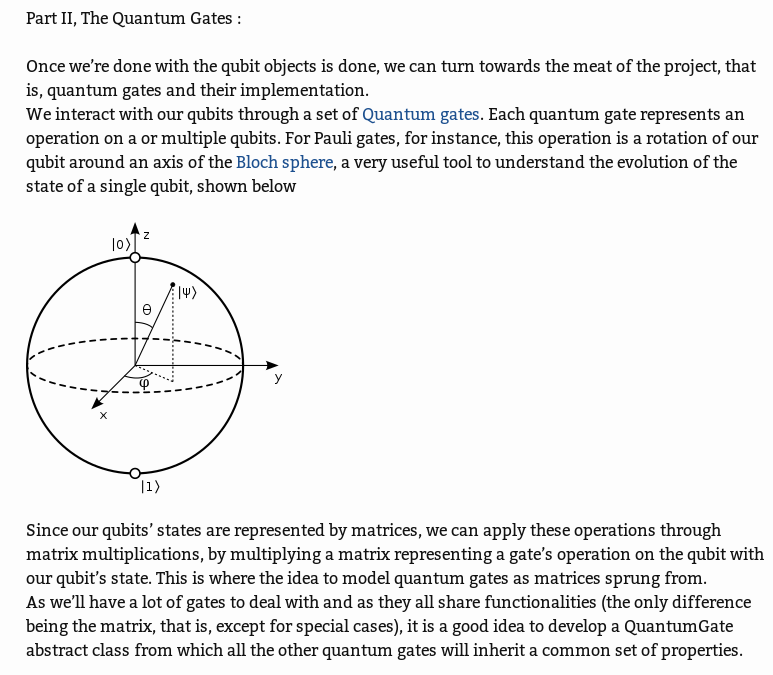 Part II, The Quantum Gates :
Once we're done with the qubit objects is done, we can turn towards the meat of the project, that
is, quantum gates and their implementation.
We interact with our qubits through a set of Quantum gates. Each quantum gate represents an
operation on a or multiple qubits. For Pauli gates, for instance, this operation is a rotation of our
qubit around an axis of the Bloch sphere, a very useful tool to understand the evolution of the
state of a single qubit, shown below
z
|0⟩
|ψ⟩
θ
φ
y
x
|1⟩
Since our qubits' states are represented by matrices, we can apply these operations through
matrix multiplications, by multiplying a matrix representing a gate's operation on the qubit with
our qubit's state. This is where the idea to model quantum gates as matrices sprung from.
As we'll have a lot of gates to deal with and as they all share functionalities (the only difference
being the matrix, that is, except for special cases), it is a good idea to develop a QuantumGate
abstract class from which all the other quantum gates will inherit a common set of properties.